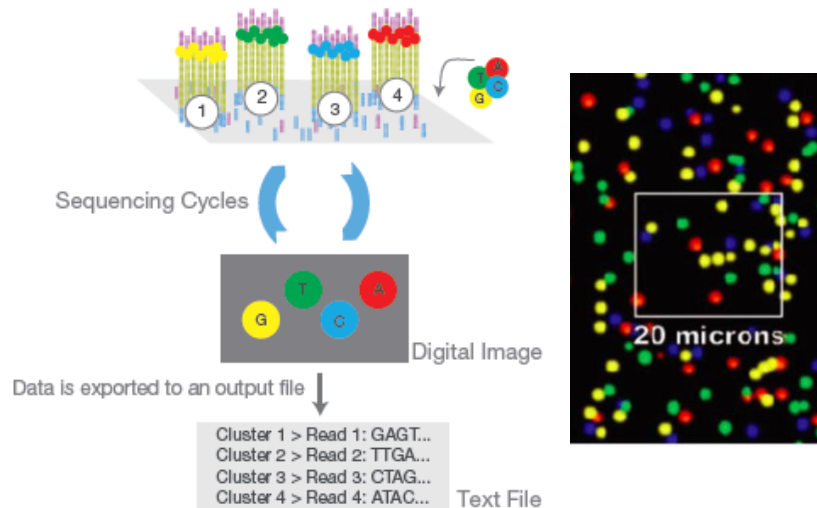 A
T
C
G
1
2
3
4
Sequencing Cycles
T
A
G
C
Digital Image
Data is exported to an output file
Cluster 1 > Read 1: GAGT...
Cluster 2 > Read 2: TTGA...
Cluster 3 > Read 3: CTAG...
Cluster 4 > Read 4: ATAC...
Text File
20 microns